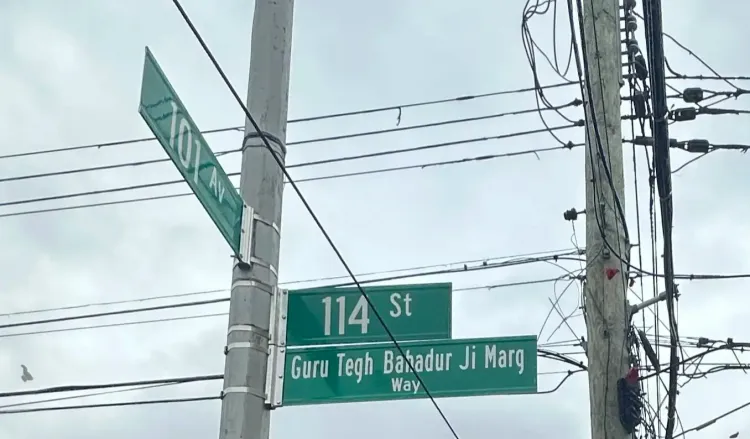 101 AV
114 St
Guru Tegh Bahadur Ji Marg
Way